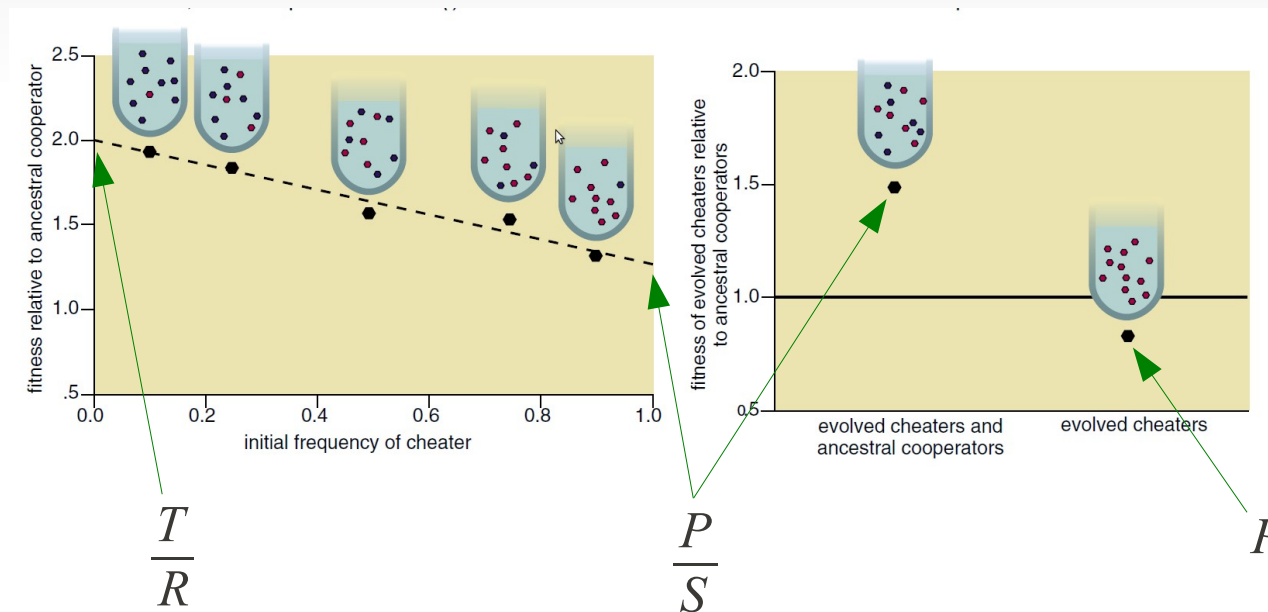 fitness relative to ancestral cooperator
2.5
2.0
1.5
1.0
.5
0.0
0.2
0.4
0.6
0.8
1.0
initial frequency of cheater
fitness of evolved cheaters relative
to ancestral cooperators
2.0
1.5
1.0
0.5
evolved cheaters and
ancestral cooperators
evolved cheaters
T
R
P
S